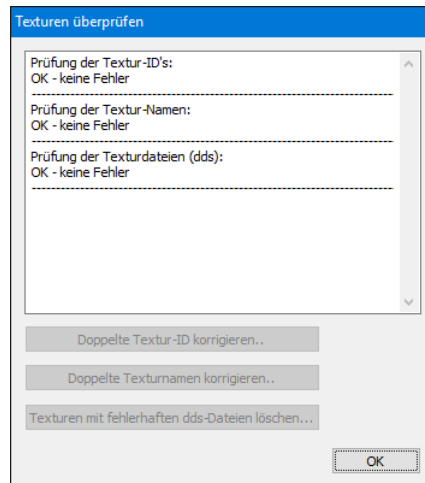 Texturen überprüfen
Prüfung der Textur-ID's:
OK - keine Fehler
Prüfung der Textur-Namen:
OK - keine Fehler
Prüfung der Texturdateien (dds):
OK - keine Fehler
Doppelte Textur-ID korrigieren..
Doppelte Texturnamen korrigieren..
Texturen mit fehlerhaften dds-Dateien löschen...
OK